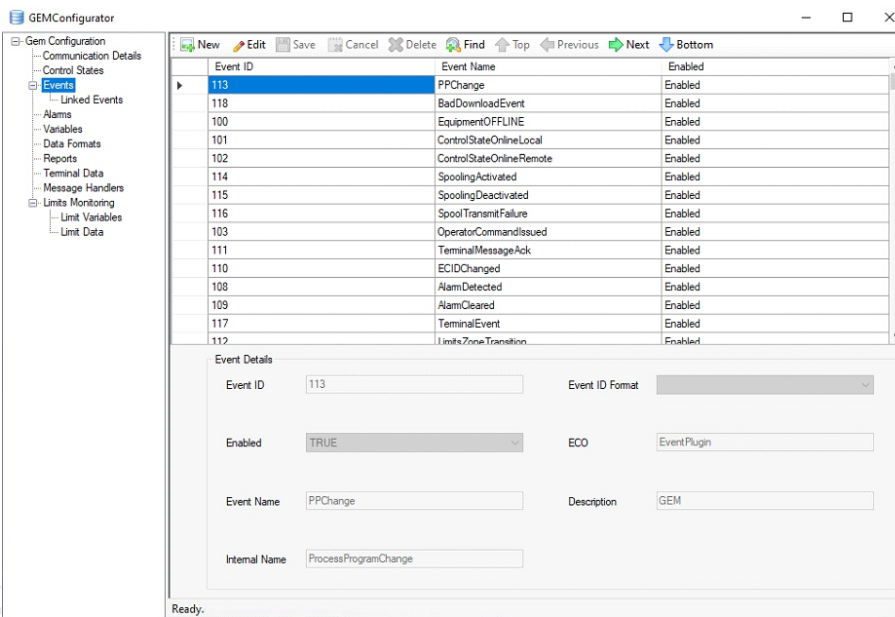 GEMConfigurator
Gem Configuration
Communication Details
Control States
Events
Linked Events
Alarms
Variables
Data Formats
Reports
Terminal Data
Message Handlers
Limits Monitoring
Limit Variables
Limit Data
New Edit Save Cancel Delete Find Top Previous Next Bottom
Event ID Event Name Enabled
113 PPChange Enabled
118 BadDownloadEvent Enabled
100 EquipmentOFFLINE Enabled
101 ControlStateOnlineLocal Enabled
102 ControlStateOnlineRemote Enabled
114 SpoolingActivated Enabled
115 SpoolingDeactivated Enabled
116 SpoolTransmitFailure Enabled
103 OperatorCommandIssued Enabled
111 TerminalMessageAck Enabled
110 ECIDChanged Enabled
108 AlarmDetected Enabled
109 AlarmCleared Enabled
117 TerminalEvent Enabled
112 LimitsZoneTransition Enabled
Event Details
Event ID 113 Event ID Format
Enabled TRUE ECO EventPlugin
Event Name PPChange Description GEM
Internal Name ProcessProgramChange
Ready.